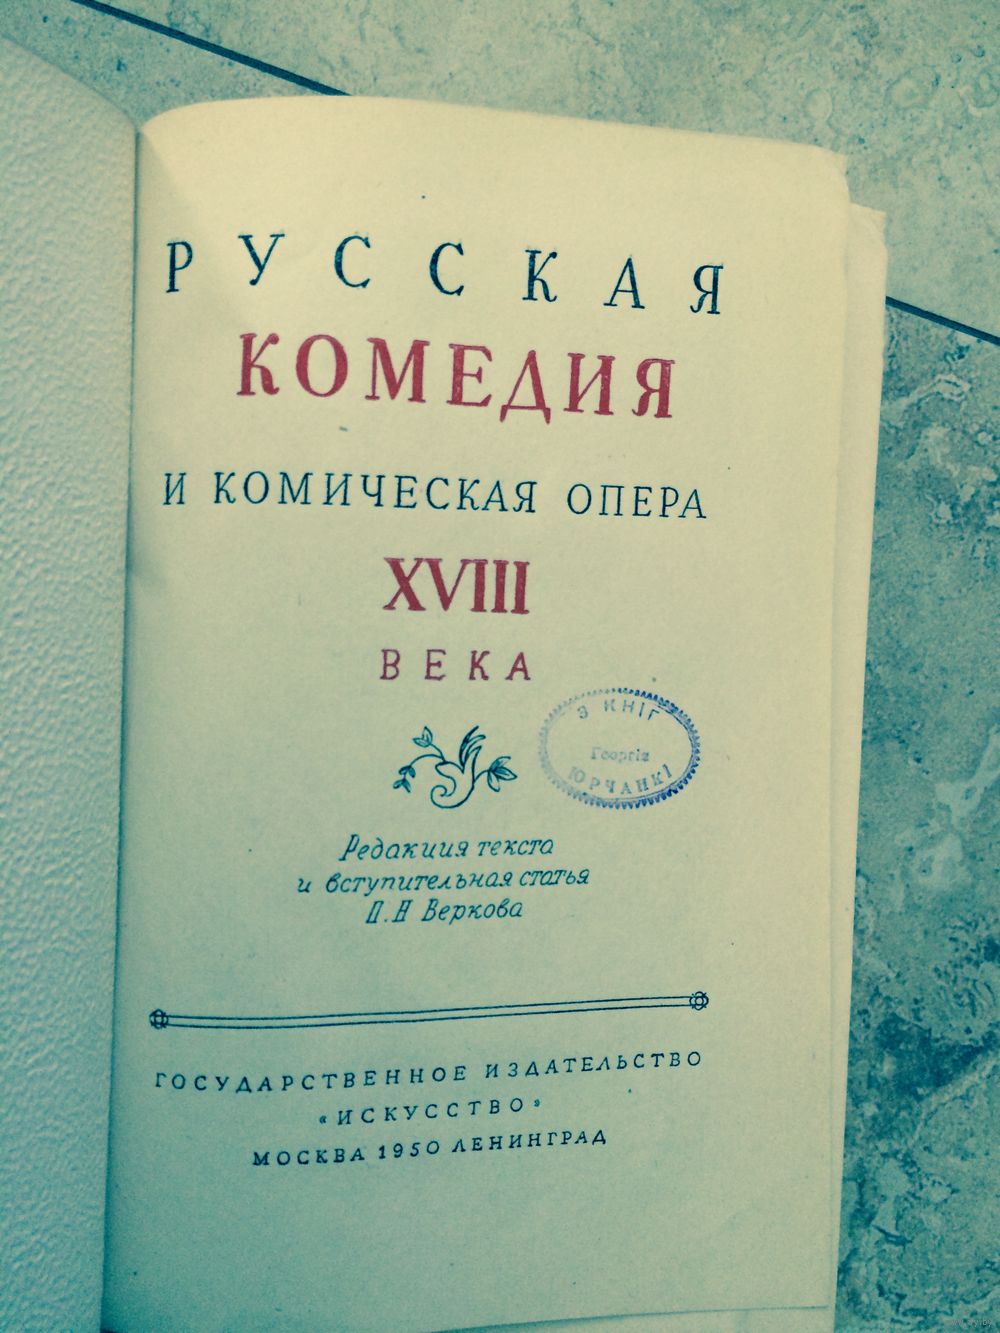 РУССКАЯ
КОМЕДИЯ
И КОМИЧЕСКАЯ ОПЕРА
XVIII
ВЕКА
З КНІГ
Георгія
ЮРЧАНКІ
Редакция текста
и вступительная статья
П. Н Беркова
ГОСУДАРСТВЕННОЕ ИЗДАТЕЛЬСТВО
«ИСКУССТВО»
МОСКВА 1950 ЛЕНИНГРАД